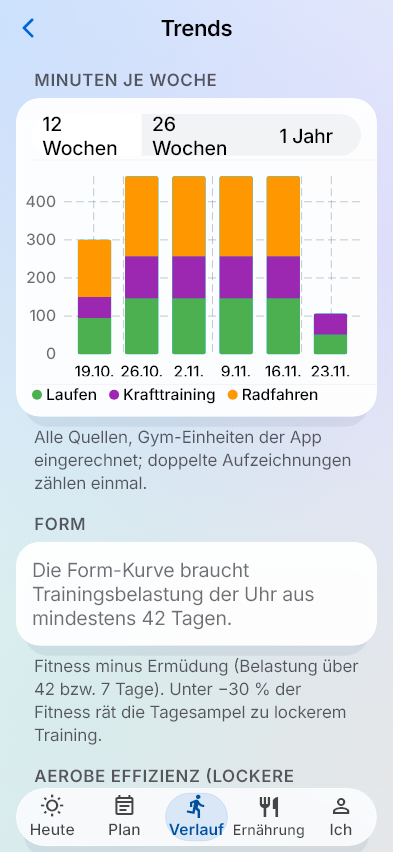 Trends
MINUTEN JE WOCHE
12 Wochen
26 Wochen
1 Jahr
400
300
200
100
0
19.10. 26.10. 2.11. 9.11. 16.11. 23.11.
Laufen Krafttraining Radfahren
Alle Quellen, Gym-Einheiten der App
eingerechnet; doppelte Aufzeichnungen
zählen einmal.
FORM
Die Form-Kurve braucht
Trainingsbelastung der Uhr aus
mindestens 42 Tagen.
Fitness minus Ermüdung (Belastung über
42 bzw. 7 Tage). Unter −30 % der
Fitness rät die Tagesampel zu lockerem
Training.
AEROBE EFFIZIENZ (LOCKERE
Heute Plan Verlauf Ernährung Ich